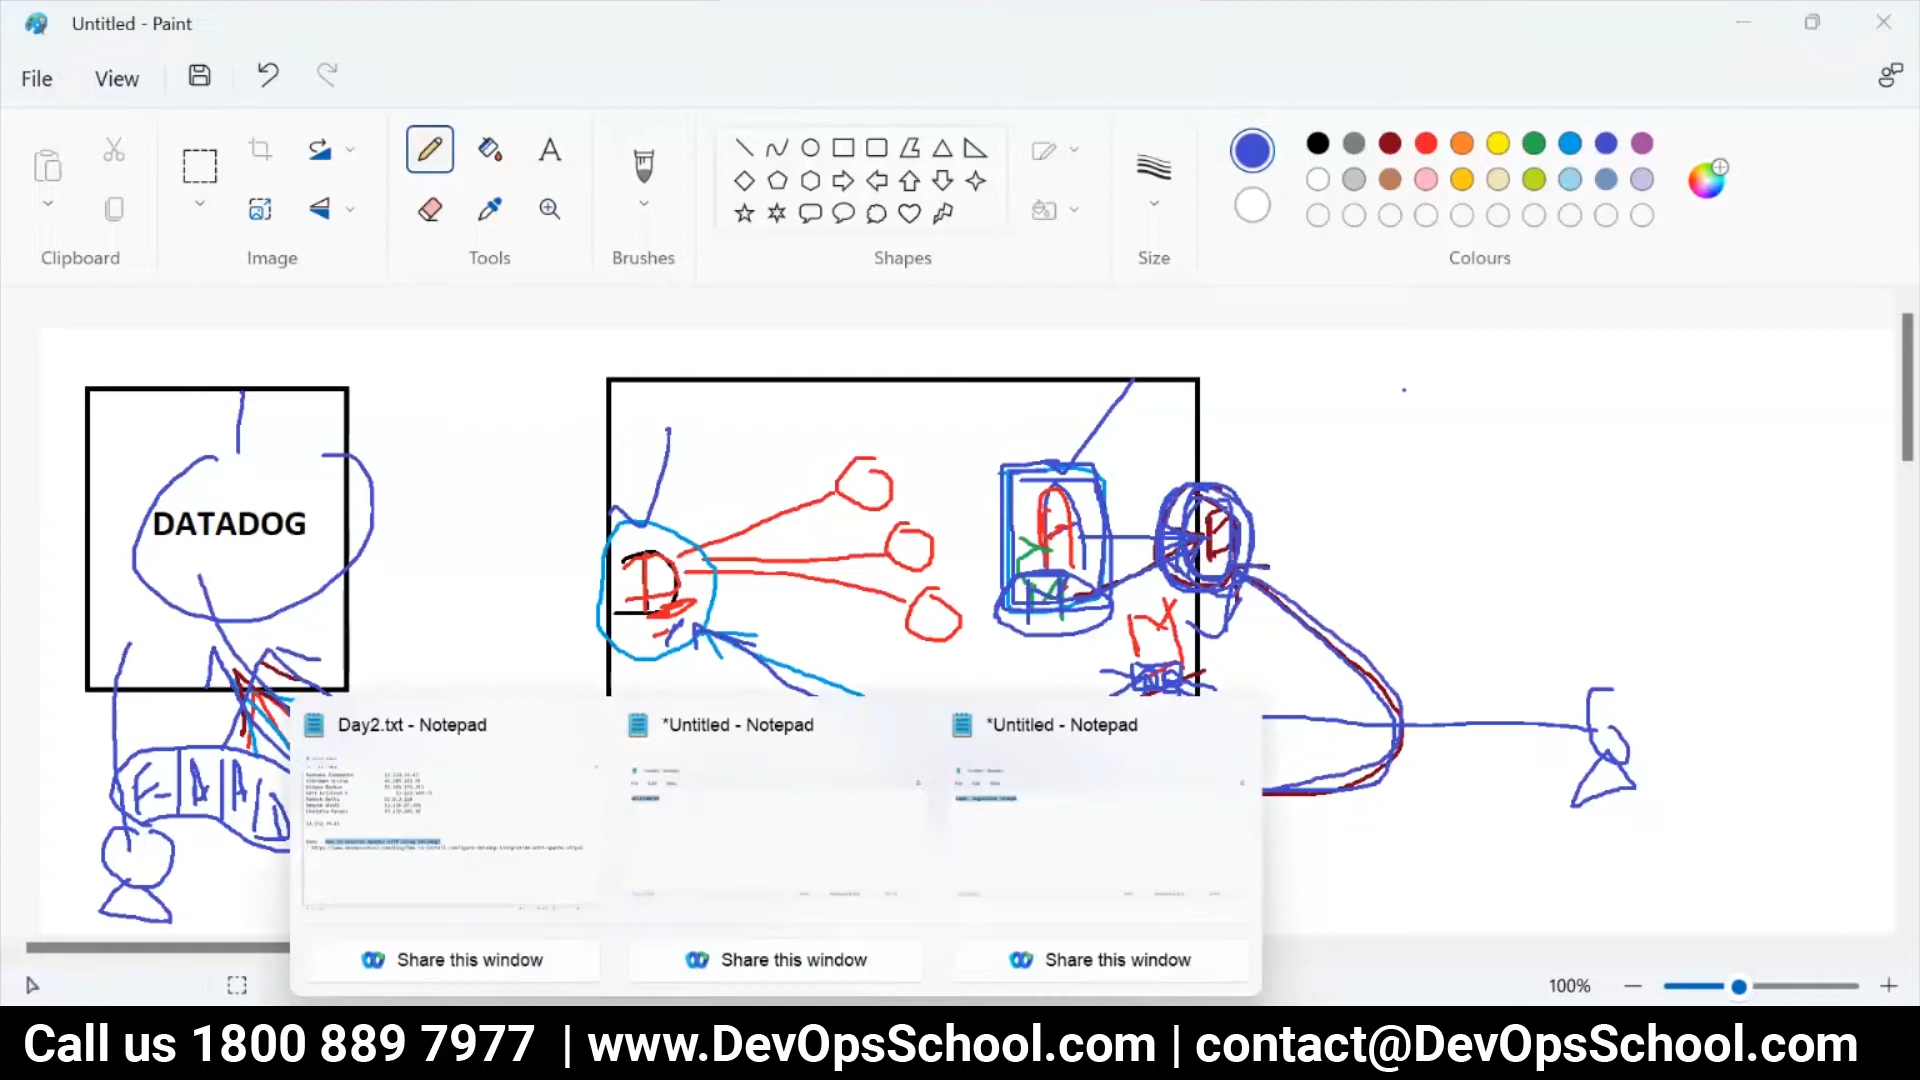 Untitled - Paint
File
View
Clipboard
Image
Tools
Brushes
Shapes
Size
Colours
DATADOG
D
A
M
M
E
Day2.txt - Notepad
*Untitled - Notepad
*Untitled - Notepad
Share this window
Share this window
Share this window
100%
Call us 1800 889 7977 | www.DevOpsSchool.com | contact@DevOpsSchool.com